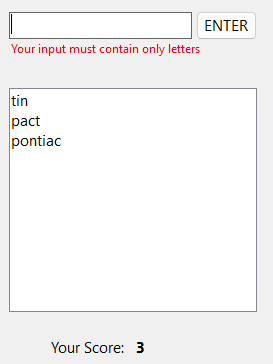 ENTER
Your input must contain only letters
tin
pact
pontiac
Your Score: 3